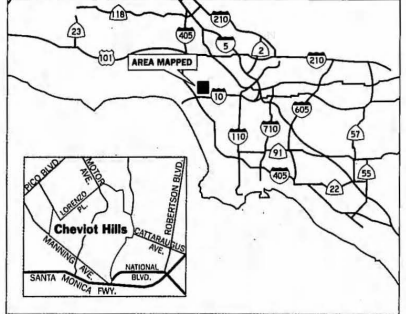 118
210
23
405
5
2
101
210
AREA MAPPED
10
605
110
710
57
91
405
55
22
PICO BLVD.
MOTOR AVE.
LORENZO PL.
ROBERTSON BLVD.
Cheviot Hills
CATTARAUGUS AVE.
MANNING AVE.
NATIONAL BLVD.
SANTA MONICA FWY.